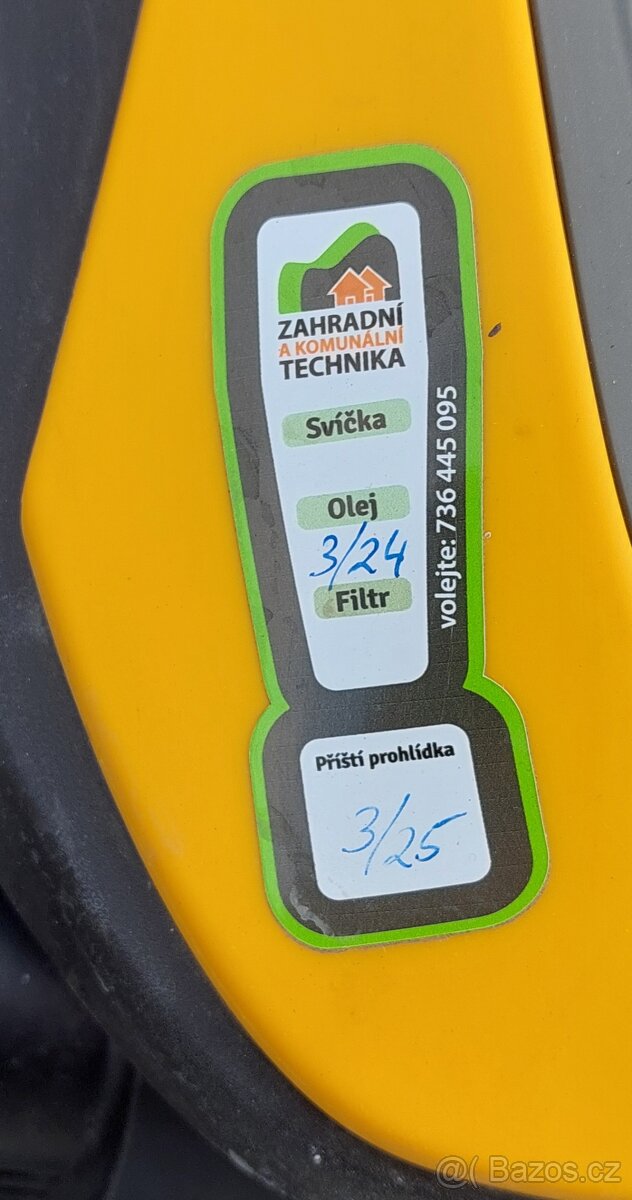 ZAHRADNÍ
A KOMUNÁLNÍ
TECHNIKA
Svíčka
Olej
3/24
Filtr
volejte: 736 445 095
Příští prohlídka
3/25
@( Bazos.cz